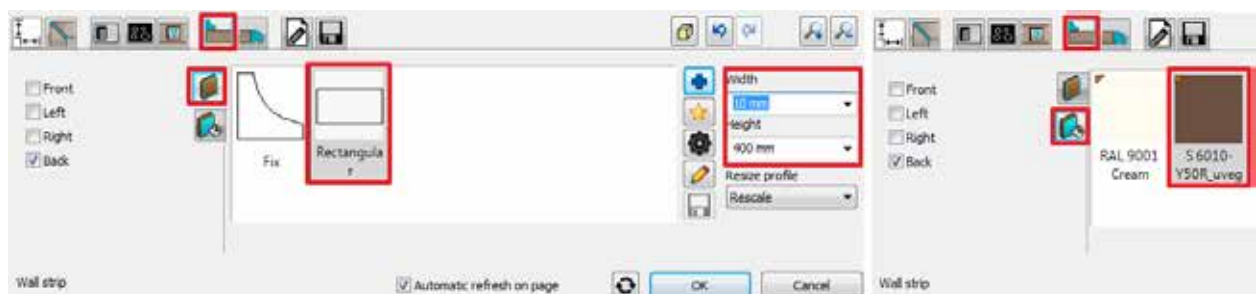 Front
Left
Right
Back
Fix
Rectangula
r
Width
10 mm
Height
400 mm
Resize profile
Rescale
Wall strip
Automatic refresh on page
OK
Cancel
Front
Left
Right
Back
RAL 9001
Cream
S 6010-
Y50R_uveg
Wall strip